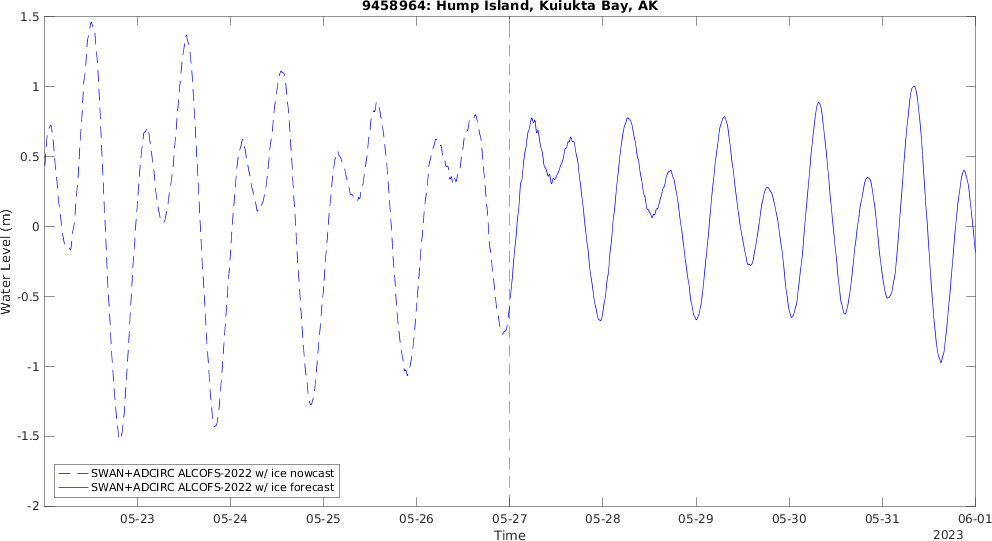 9458964: Hump Island, Kuiukta Bay, AK
1.5
1
0.5
0
-0.5
-1
-1.5
-2
Water Level (m)
SWAN+ADCIRC ALCOFS-2022 w/ ice nowcast
SWAN+ADCIRC ALCOFS-2022 w/ ice forecast
05-23 05-24 05-25 05-26 05-27 05-28 05-29 05-30 05-31 06-01
Time
2023